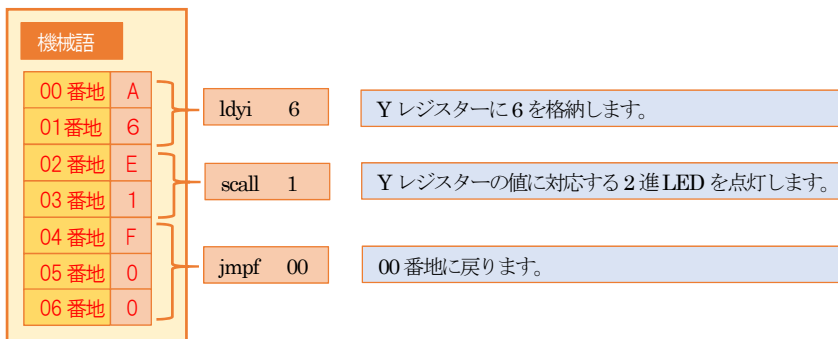 機械語
00 番地 A
01番地 6
02 番地 E
03 番地 1
04 番地 F
05 番地 0
06 番地 0
ldyi 6
Y レジスターに 6 を格納します。
scall 1
Y レジスターの値に対応する 2 進 LED を点灯します。
jmpf 00
00 番地に戻ります。